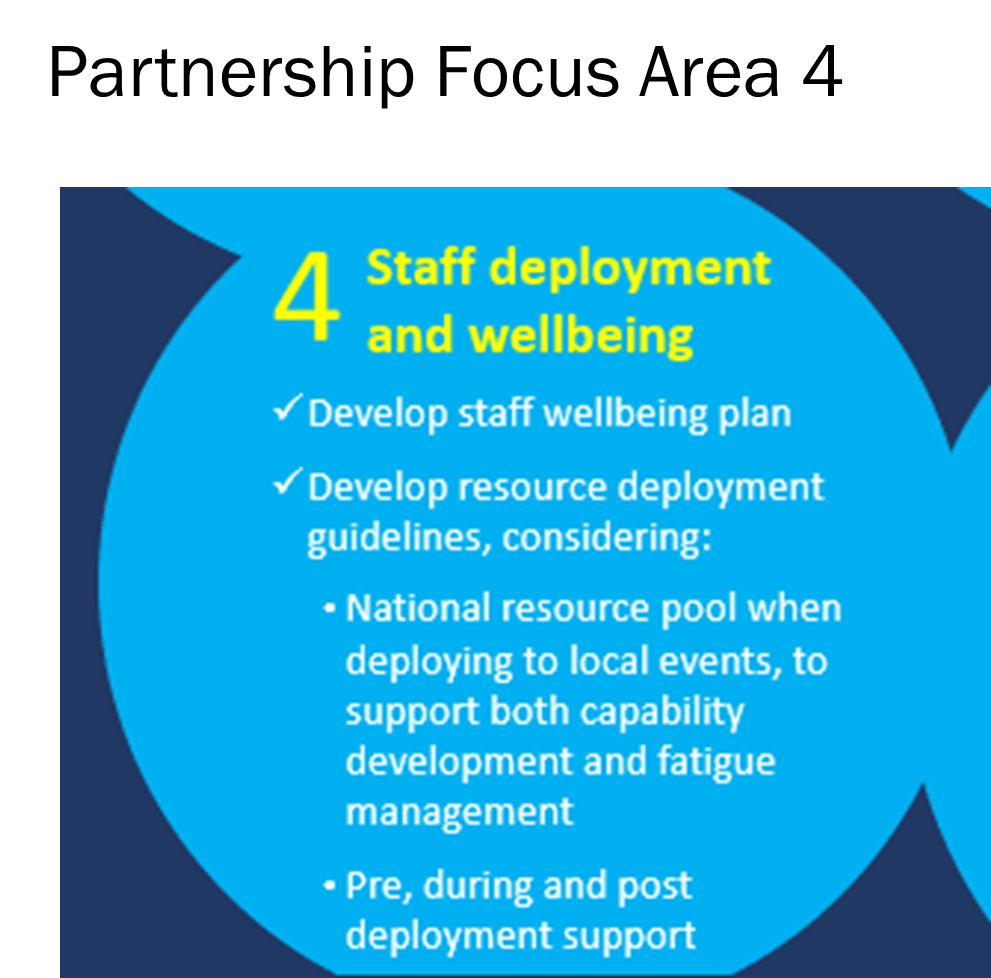 Partnership Focus Area 4
4 Staff deployment
and wellbeing
✓ Develop staff wellbeing plan
✓ Develop resource deployment
guidelines, considering:
• National resource pool when
deploying to local events, to
support both capability
development and fatigue
management
• Pre, during and post
deployment support